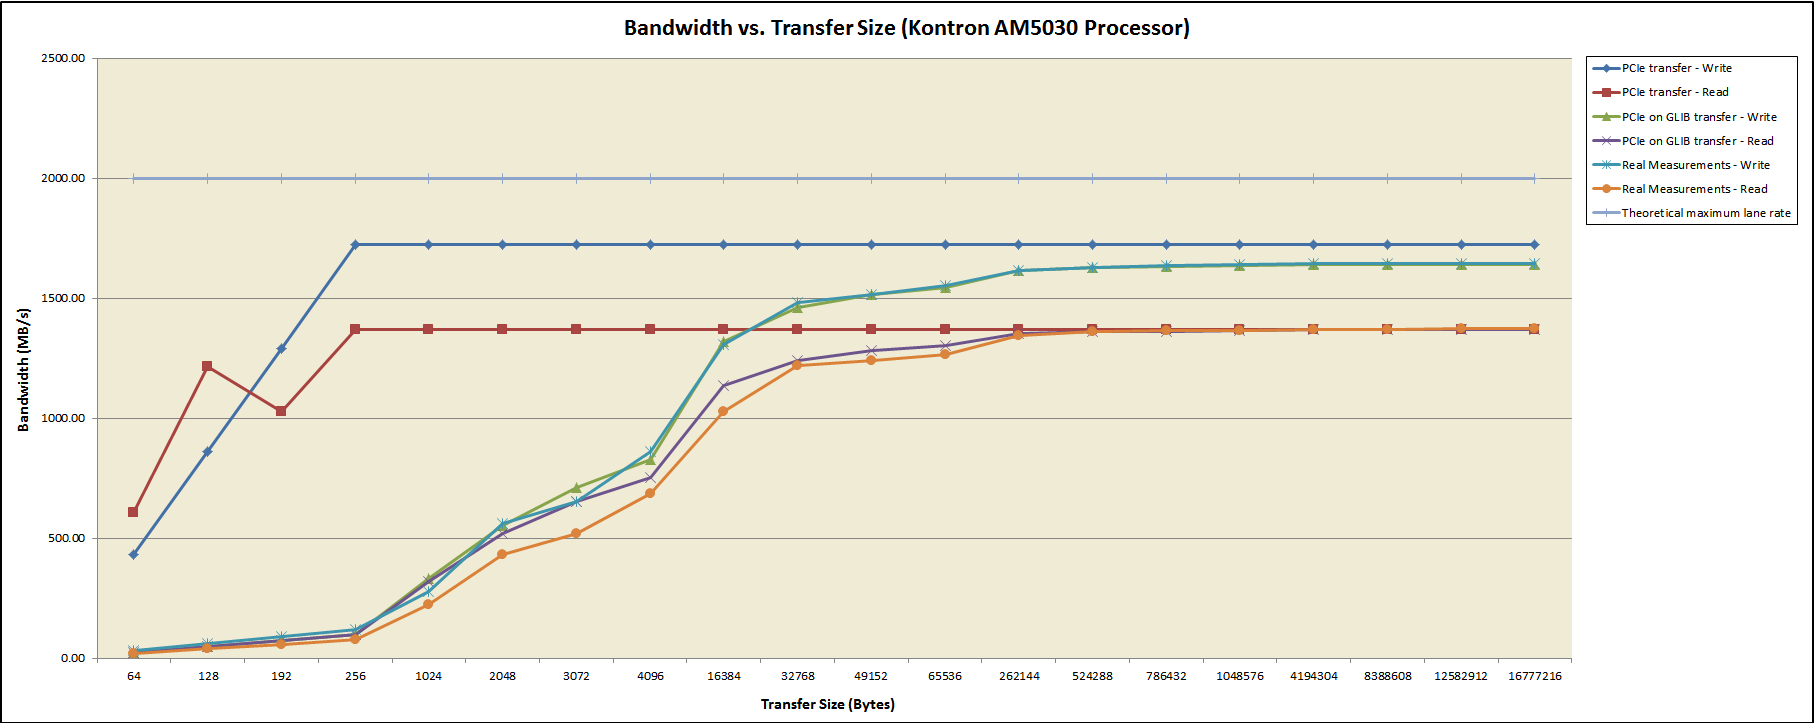 Bandwidth vs. Transfer Size (Kontron AM5030 Processor)
2500.00
2000.00
1500.00
1000.00
500.00
0.00
Bandwidth (MB/s)
64 128 192 256 1024 2048 3072 4096 16384 32768 49152 65536 262144 524288 786432 1048576 4194304 8388608 12582912 16777216
Transfer Size (Bytes)
PCIe transfer - Write
PCIe transfer - Read
PCIe on GLIB transfer - Write
PCIe on GLIB transfer - Read
Real Measurements - Write
Real Measurements - Read
Theoretical maximum lane rate